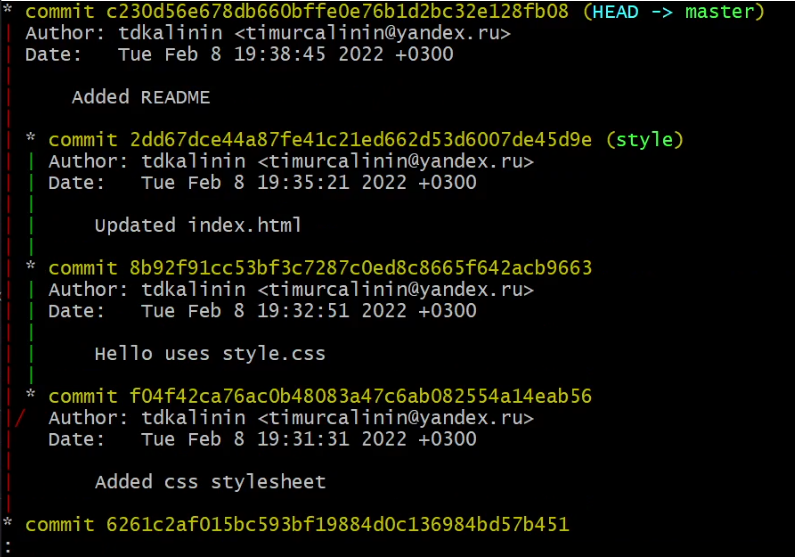 * commit c230d56e678db660bffe0e76b1d2bc32e128fb08 (HEAD -> master)
| Author: tdkalinin <timurcalinin@yandex.ru>
| Date:   Tue Feb 8 19:38:45 2022 +0300
|
|     Added README
|
| * commit 2dd67dce44a87fe41c21ed662d53d6007de45d9e (style)
| | Author: tdkalinin <timurcalinin@yandex.ru>
| | Date:   Tue Feb 8 19:35:21 2022 +0300
| |
| |     Updated index.html
| |
| * commit 8b92f91cc53bf3c7287c0ed8c8665f642acb9663
| | Author: tdkalinin <timurcalinin@yandex.ru>
| | Date:   Tue Feb 8 19:32:51 2022 +0300
| |
| |     Hello uses style.css
| |
| * commit f04f42ca76ac0b48083a47c6ab082554a14eab56
|/  Author: tdkalinin <timurcalinin@yandex.ru>
|   Date:   Tue Feb 8 19:31:31 2022 +0300
|
|       Added css stylesheet
|
* commit 6261c2af015bc593bf19884d0c136984bd57b451
: